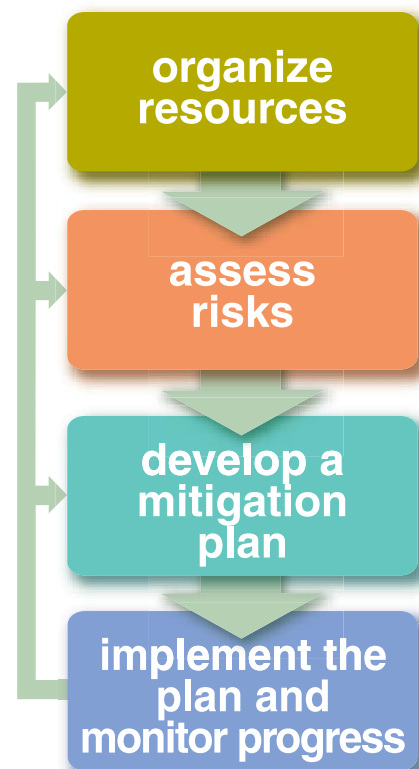 organize
resources
assess
risks
develop a
mitigation
plan
implement the
plan and
monitor progress